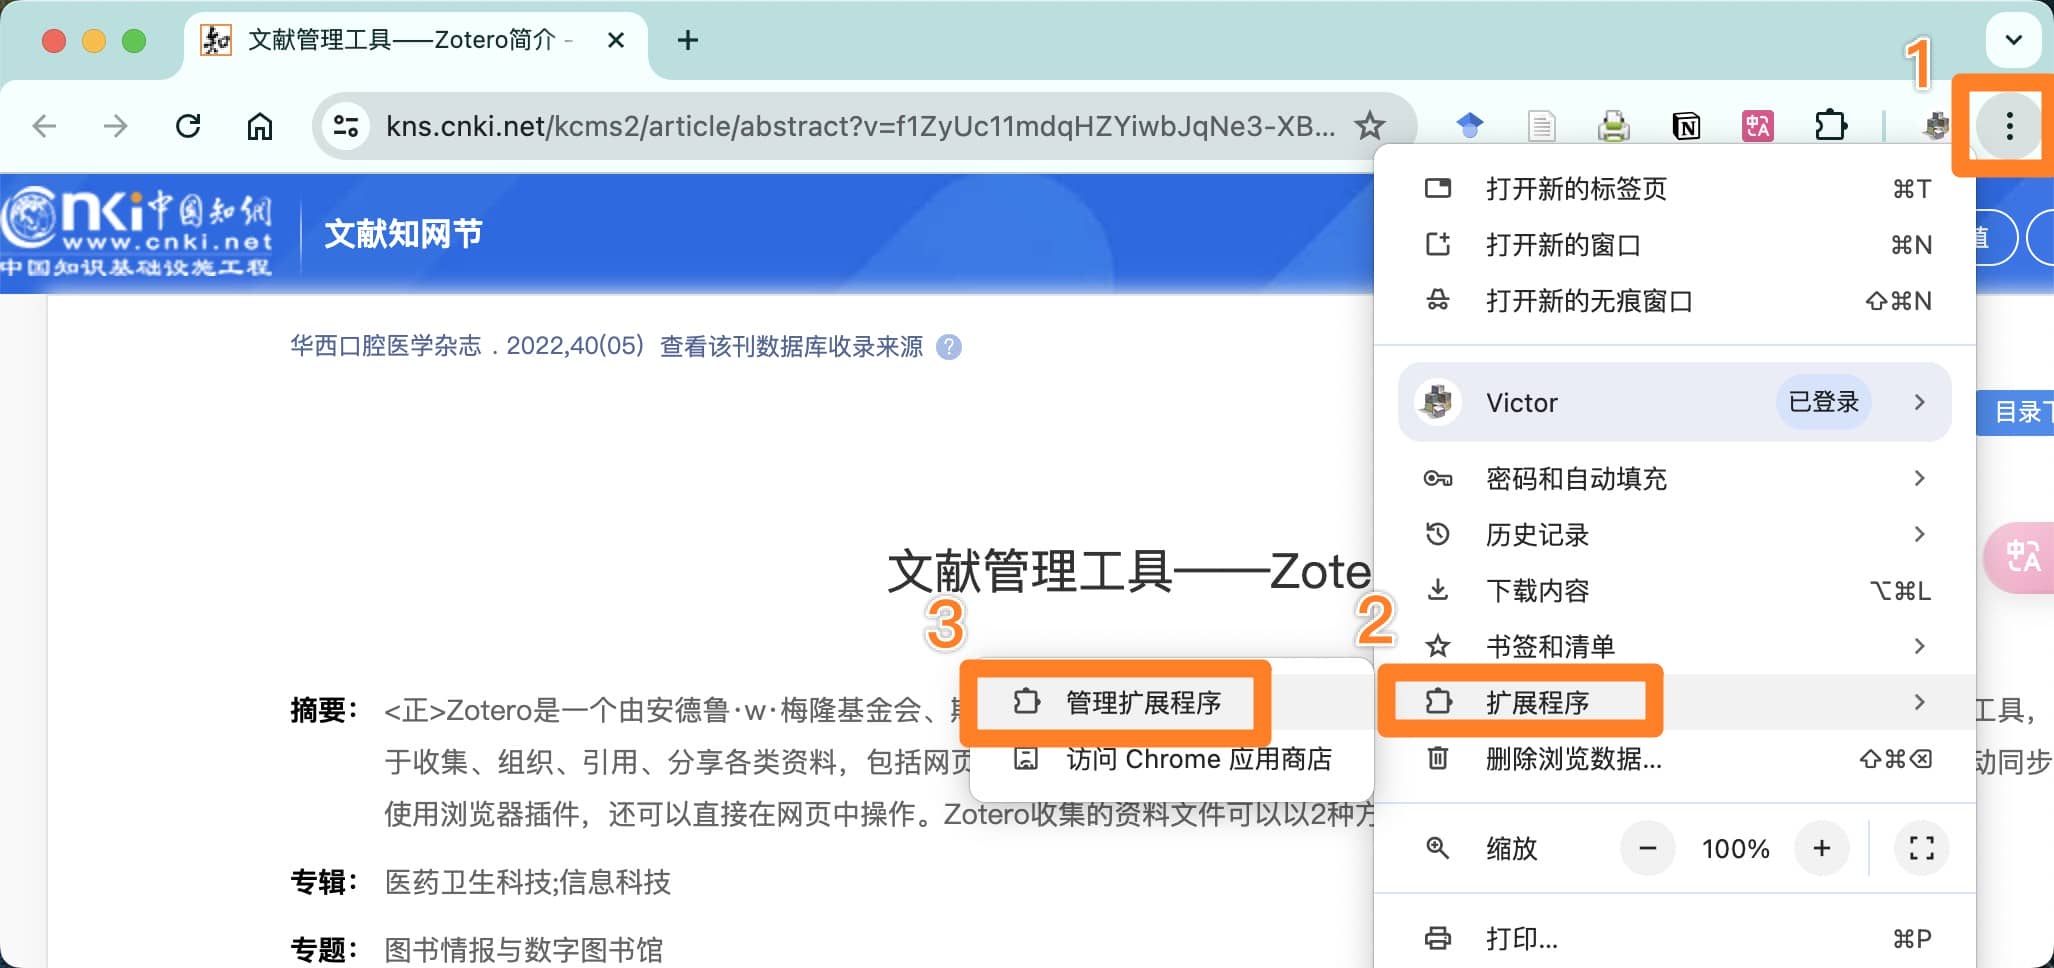 文献管理工具——Zotero简介 -
1
kns.cnki.net/kcms2/article/abstract?v=f1ZyUc11mdqHZYiwbJqNe3-XB...
cnki中国知网
www.cnki.net
中国知识基础设施工程
文献知网节
华西口腔医学杂志 . 2022,40(05) 查看该刊数据库收录来源 ?
文献管理工具——Zote
摘要： <正>Zotero是一个由安德鲁·w·梅隆基金会、
工具，
于收集、组织、引用、分享各类资料，包括网页
动同步
使用浏览器插件，还可以直接在网页中操作。Zotero收集的资料文件可以以2种方
专辑： 医药卫生科技;信息科技
专题： 图书情报与数字图书馆
打开新的标签页 ⌘T
打开新的窗口 ⌘N
打开新的无痕窗口 ⇧⌘N
Victor 已登录
目录下
密码和自动填充
历史记录
中A
下载内容 ⌥⌘L
书签和清单
2
扩展程序
删除浏览数据... ⇧⌘⌫
缩放 − 100% +
打印... ⌘P
3
管理扩展程序
访问 Chrome 应用商店